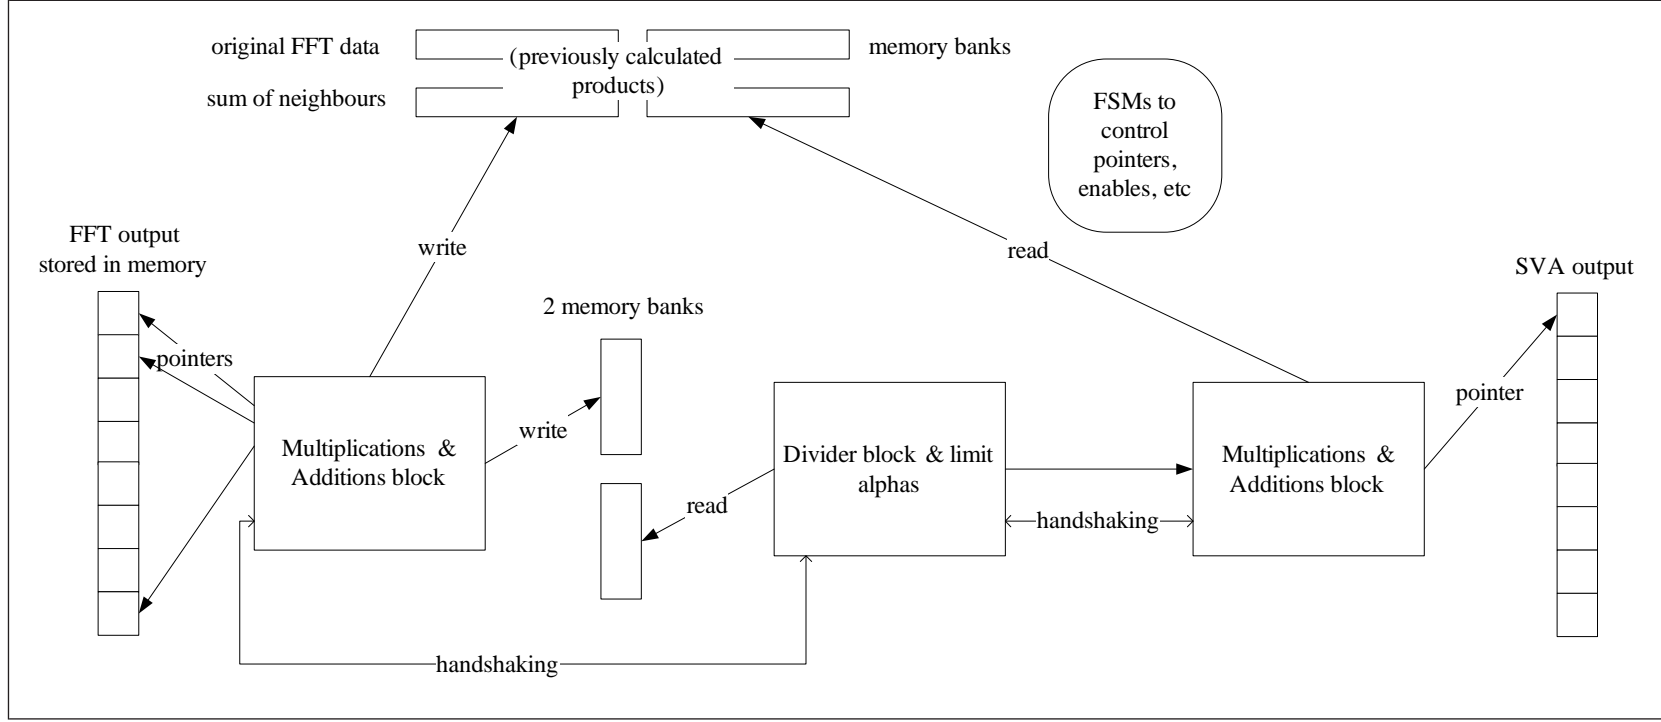 original FFT data
(previously calculated
products)
memory banks
sum of neighbours
FSMs to
control
pointers,
enables, etc
write
read
FFT output
stored in memory
SVA output
2 memory banks
pointers
pointer
write
Multiplications & 
Additions block
Divider block & limit
alphas
Multiplications & 
Additions block
read
handshaking
handshaking